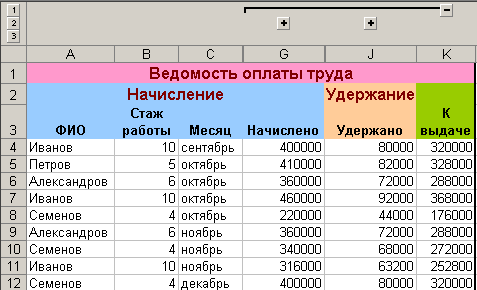 1
2
3
A B C G J K
1 Ведомость оплаты труда
2 Начисление Удержание
3 ФИО Стаж работы Месяц Начислено Удержано К выдаче
4 Иванов 10 сентябрь 400000 80000 320000
5 Петров 5 октябрь 410000 82000 328000
6 Александров 6 октябрь 360000 72000 288000
7 Иванов 10 октябрь 460000 92000 368000
8 Семенов 4 октябрь 220000 44000 176000
9 Александров 6 ноябрь 360000 72000 288000
10 Семенов 4 ноябрь 340000 68000 272000
11 Иванов 10 ноябрь 316000 63200 252800
12 Семенов 4 декабрь 400000 80000 320000